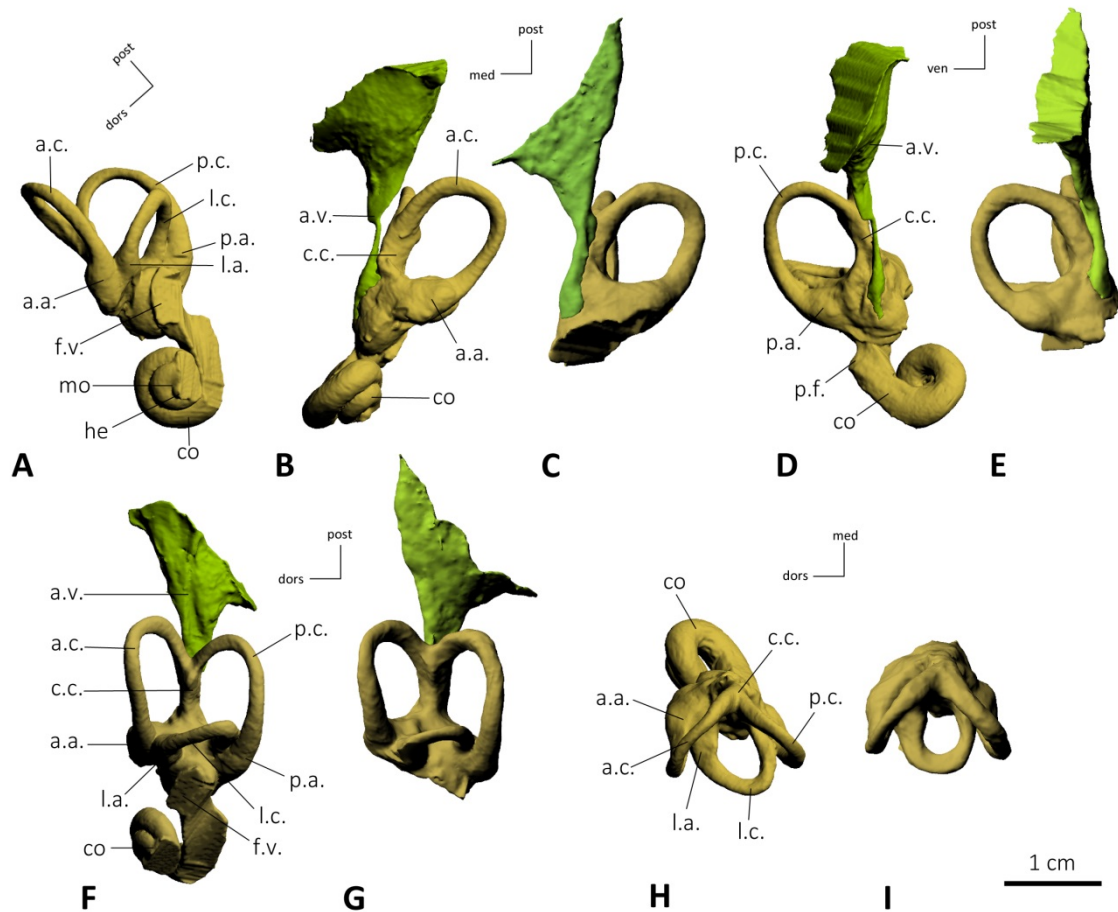 post
dors
a.c.
p.c.
l.c.
p.a.
l.a.
a.a.
f.v.
mo
he
co
A
post
med
a.c.
a.v.
c.c.
a.a.
co
B
C
post
ven
a.v.
p.c.
c.c.
p.a.
p.f.
co
D
E
post
dors
a.v.
a.c.
p.c.
c.c.
a.a.
p.a.
l.a.
l.c.
f.v.
co
F
G
med
dors
co
c.c.
a.a.
p.c.
a.c.
l.a.
l.c.
H
I
1 cm